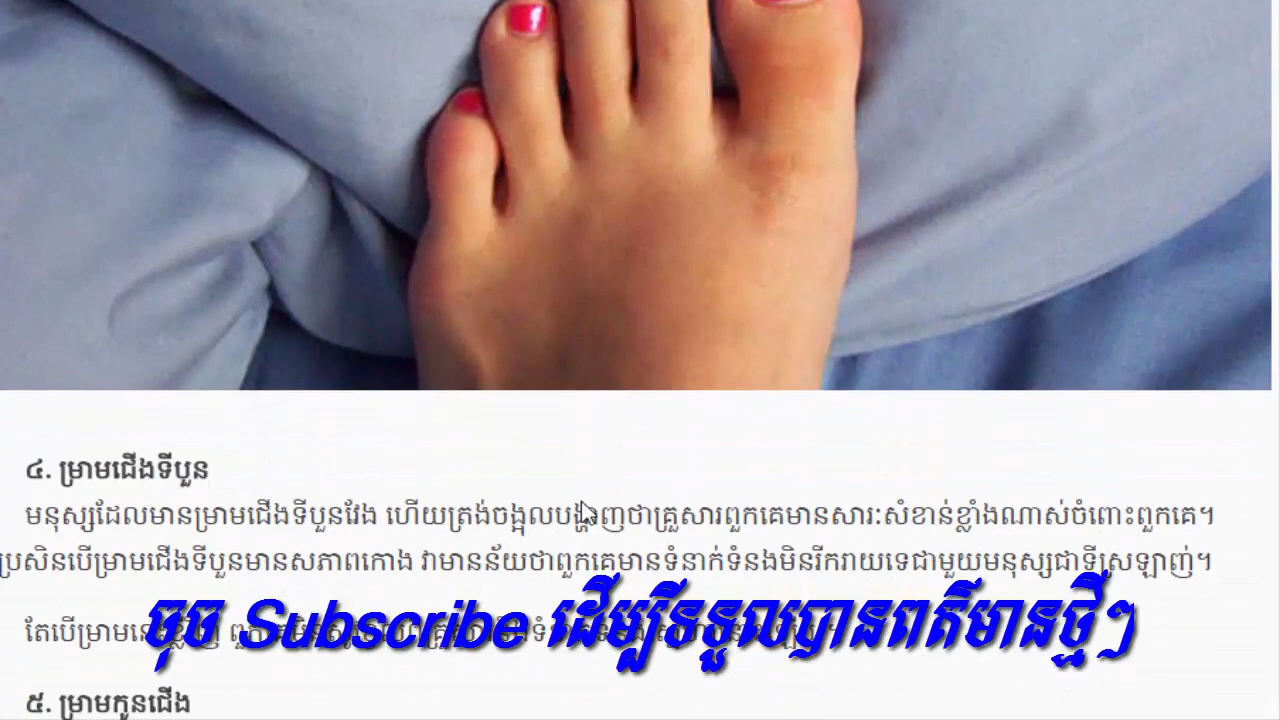 ៤. ម្រាមជើងទីបួន
មនុស្សដែលមានម្រាមជើងទីបួនវែង ហើយត្រង់ចង្អុលបង្ហាញថាគ្រួសារពួកគេមានសារៈសំខាន់ខ្លាំងណាស់ចំពោះពួកគេ។
ប្រសិនបើម្រាមជើងទីបួនមានសភាពកោង វាមានន័យថាពួកគេមានទំនាក់ទំនងមិនរីករាយទេជាមួយមនុស្សជាទីស្រឡាញ់។
តែបើម្រាម
ចុច Subscribe ដើម្បីទទួលបានពត៌មានថ្មីៗ
៥. ម្រាមកូនជើង